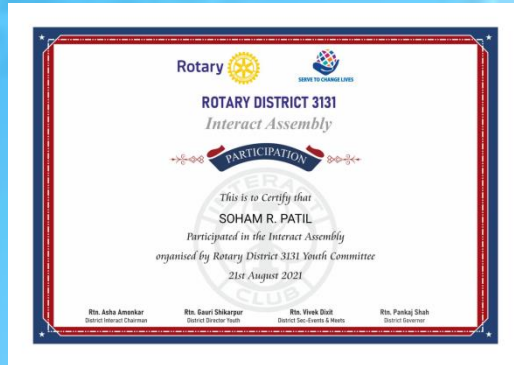 Rotary
SERVE TO CHANGE LIVES
ROTARY DISTRICT 3131
Interact Assembly
PARTICIPATION
This is to Certify that
SOHAM R. PATIL
Participated in the Interact Assembly
organised by Rotary District 3131 Youth Committee
21st August 2021
INTERACT
CLUB
Rtn. Asha Amonkar Rtn. Gauri Shikarpur Rtn. Vivek Dixit Rtn. Pankaj Shah
District Interact Chairman District Director Youth District Sec-Events & Meets District Governor